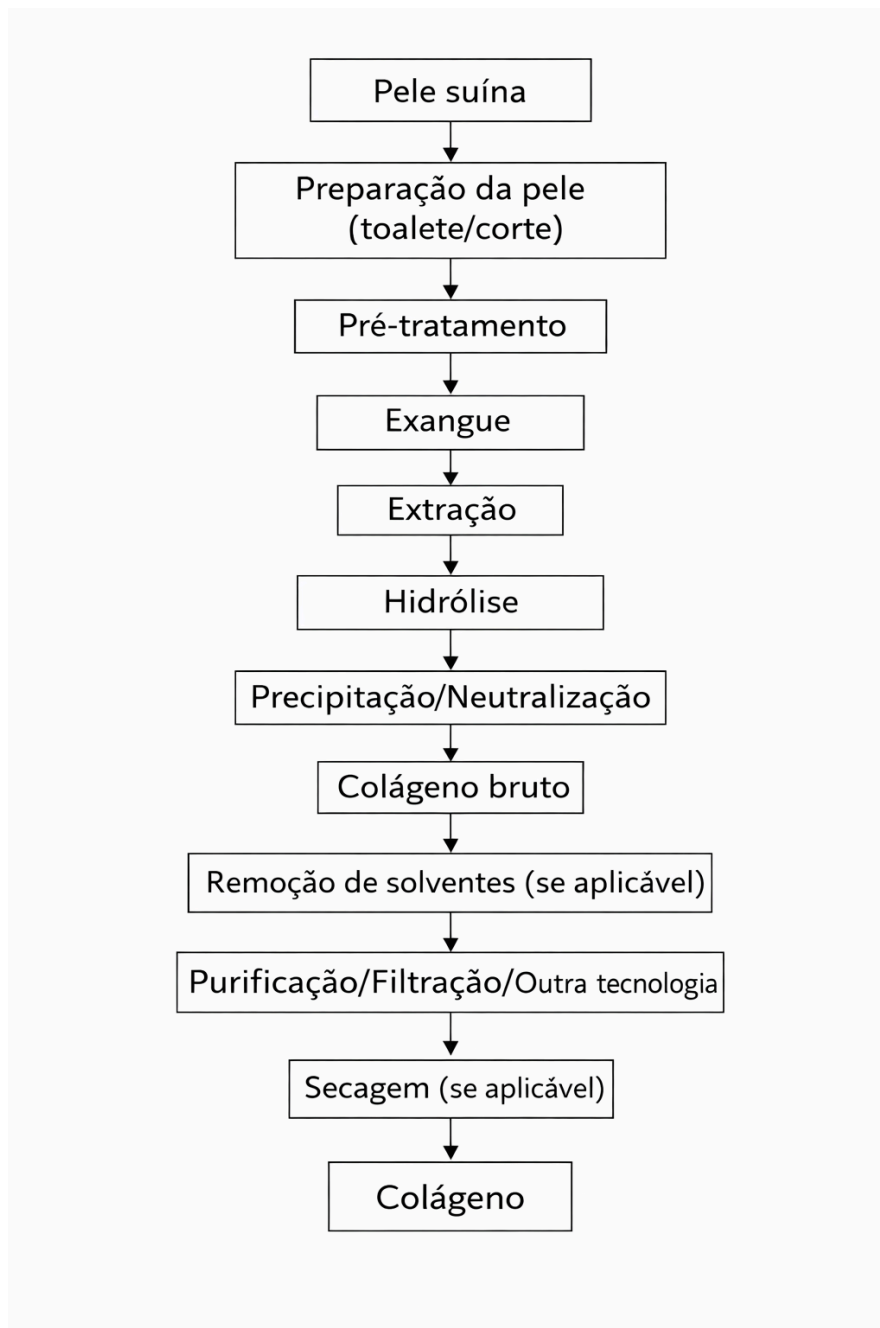 Pele suína
Preparação da pele
(toalete/corte)
Pré-tratamento
Exangue
Extração
Hidrólise
Precipitação/Neutralização
Colágeno bruto
Remoção de solventes (se aplicável)
Purificação/Filtração/Outra tecnologia
Secagem (se aplicável)
Colágeno